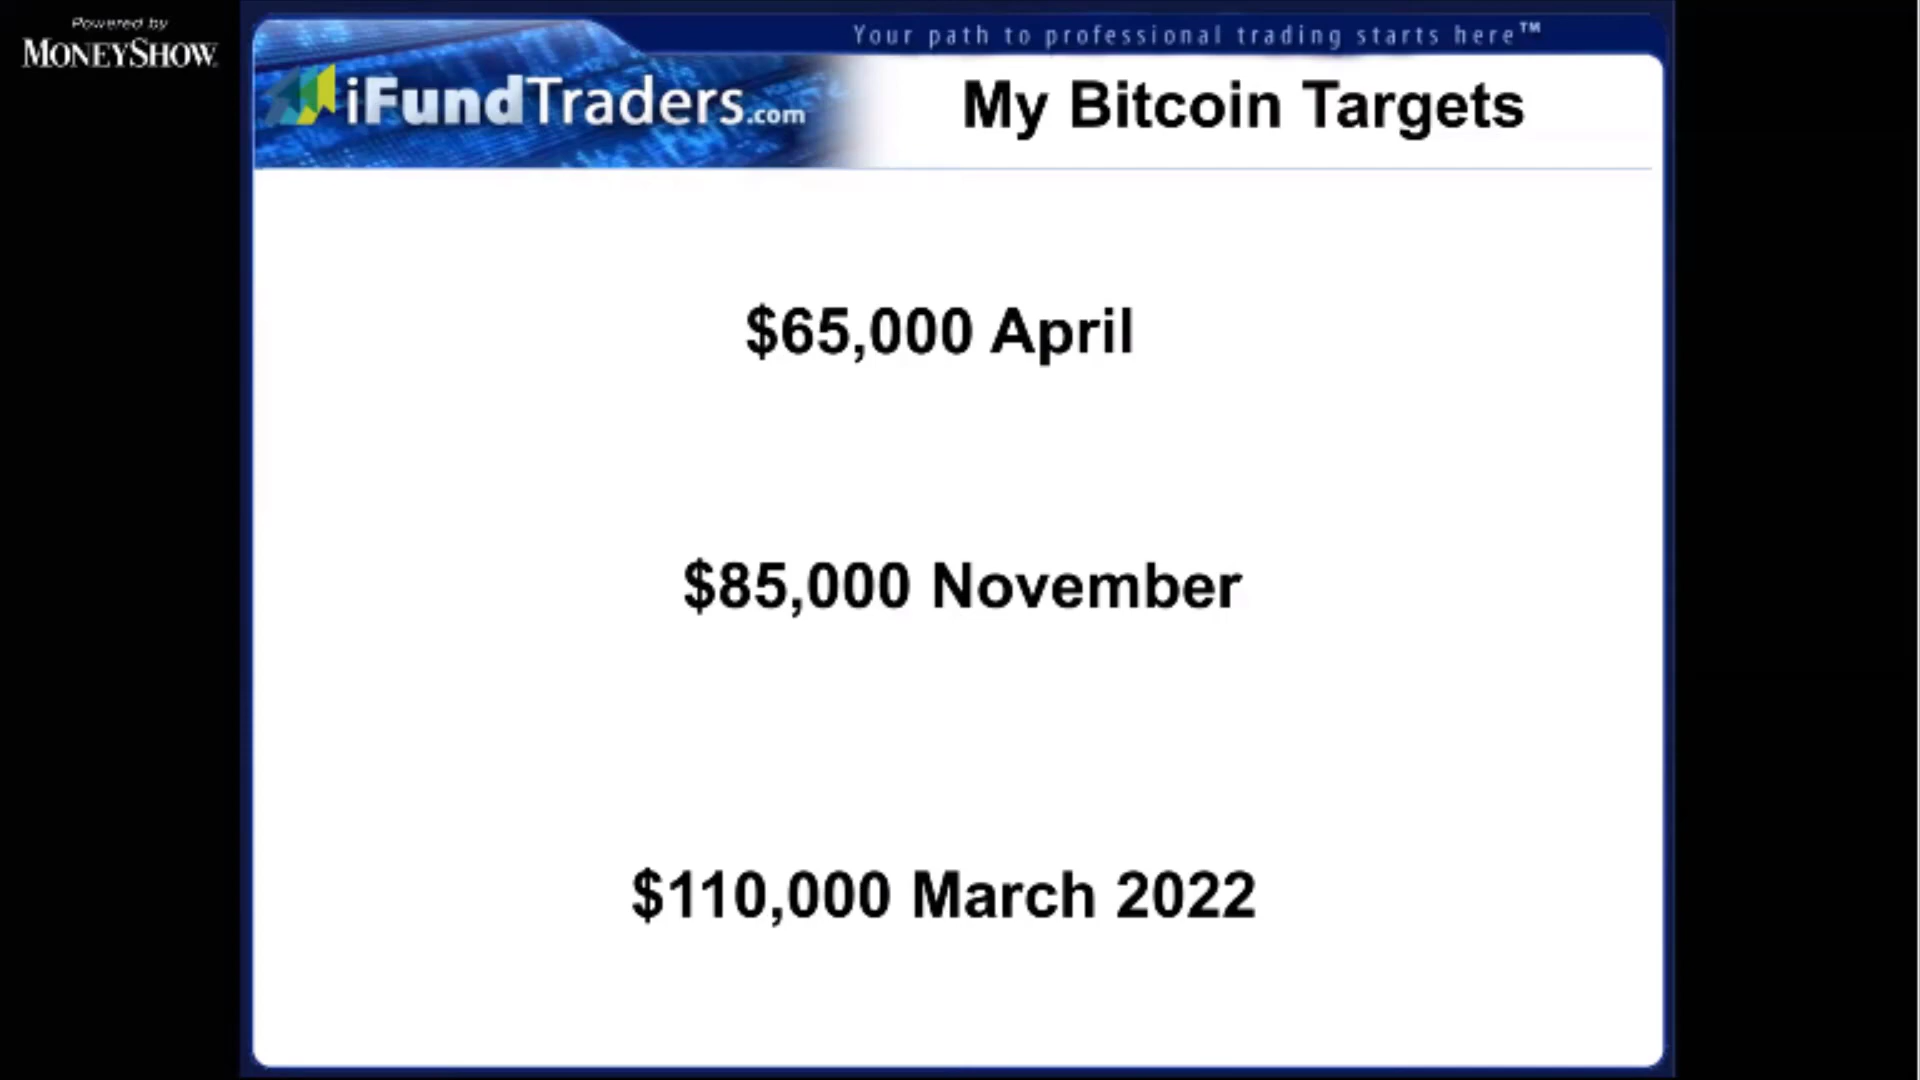 Powered by
MONEYSHOW
Your path to professional trading starts here™
iFundTraders.com
My Bitcoin Targets
$65,000 April
$85,000 November
$110,000 March 2022